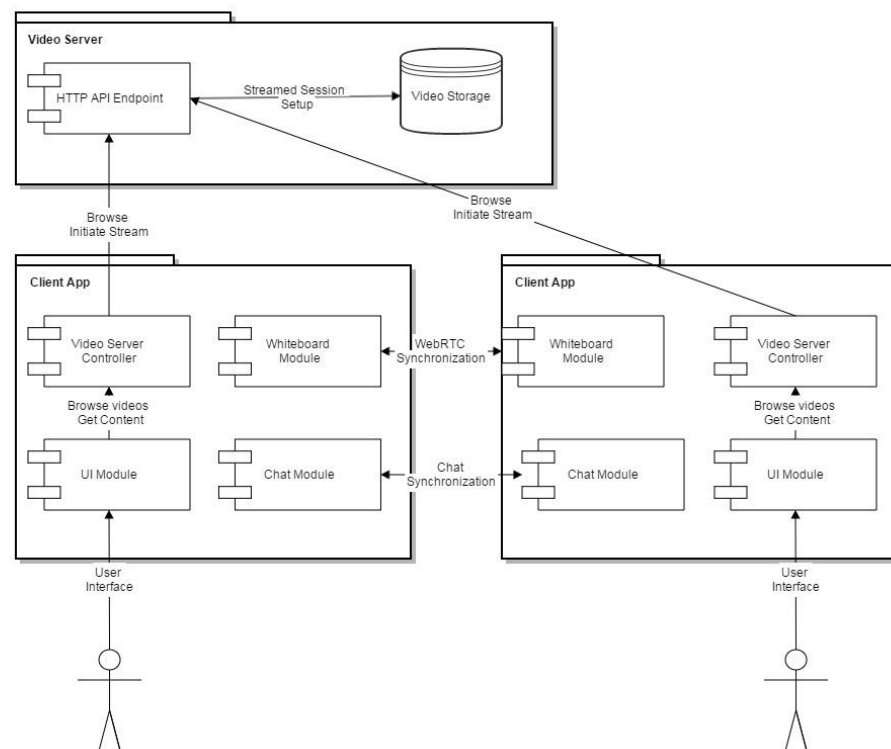 Video Server
HTTP API Endpoint
Streamed Session
Setup
Video Storage
Browse
Initiate Stream
Browse
Initiate Stream
Client App
Video Server
Controller
Whiteboard
Module
WebRTC
Synchronization
Browse videos
Get Content
UI Module
Chat Module
Chat
Synchronization
User
Interface
Client App
Whiteboard
Module
Video Server
Controller
Browse videos
Get Content
Chat Module
UI Module
User
Interface